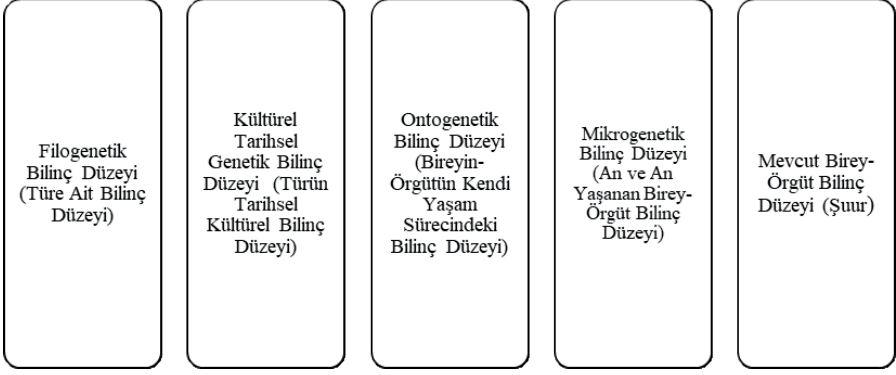 Filogenetik
Bilinç Düzeyi
(Türe Ait Bilinç
Düzeyi)
Kültürel
Tarihsel
Genetik Bilinç
Düzeyi (Türün
Tarihsel
Kültürel Bilinç
Düzeyi)
Ontogenetik
Bilinç Düzeyi
(Bireyin-
Örgütün Kendi
Yaşam
Sürecindeki
Bilinç Düzeyi)
Mikrogenetik
Bilinç Düzeyi
(An ve An
Yaşanan Birey-
Örgüt Bilinç
Düzeyi)
Mevcut Birey-
Örgüt Bilinç
Düzeyi (Şuur)